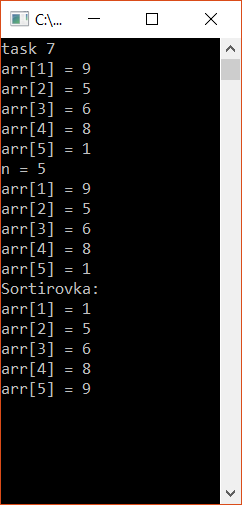 C:\...
task 7
arr[1] = 9
arr[2] = 5
arr[3] = 6
arr[4] = 8
arr[5] = 1
n = 5
arr[1] = 9
arr[2] = 5
arr[3] = 6
arr[4] = 8
arr[5] = 1
Sortirovka:
arr[1] = 1
arr[2] = 5
arr[3] = 6
arr[4] = 8
arr[5] = 9